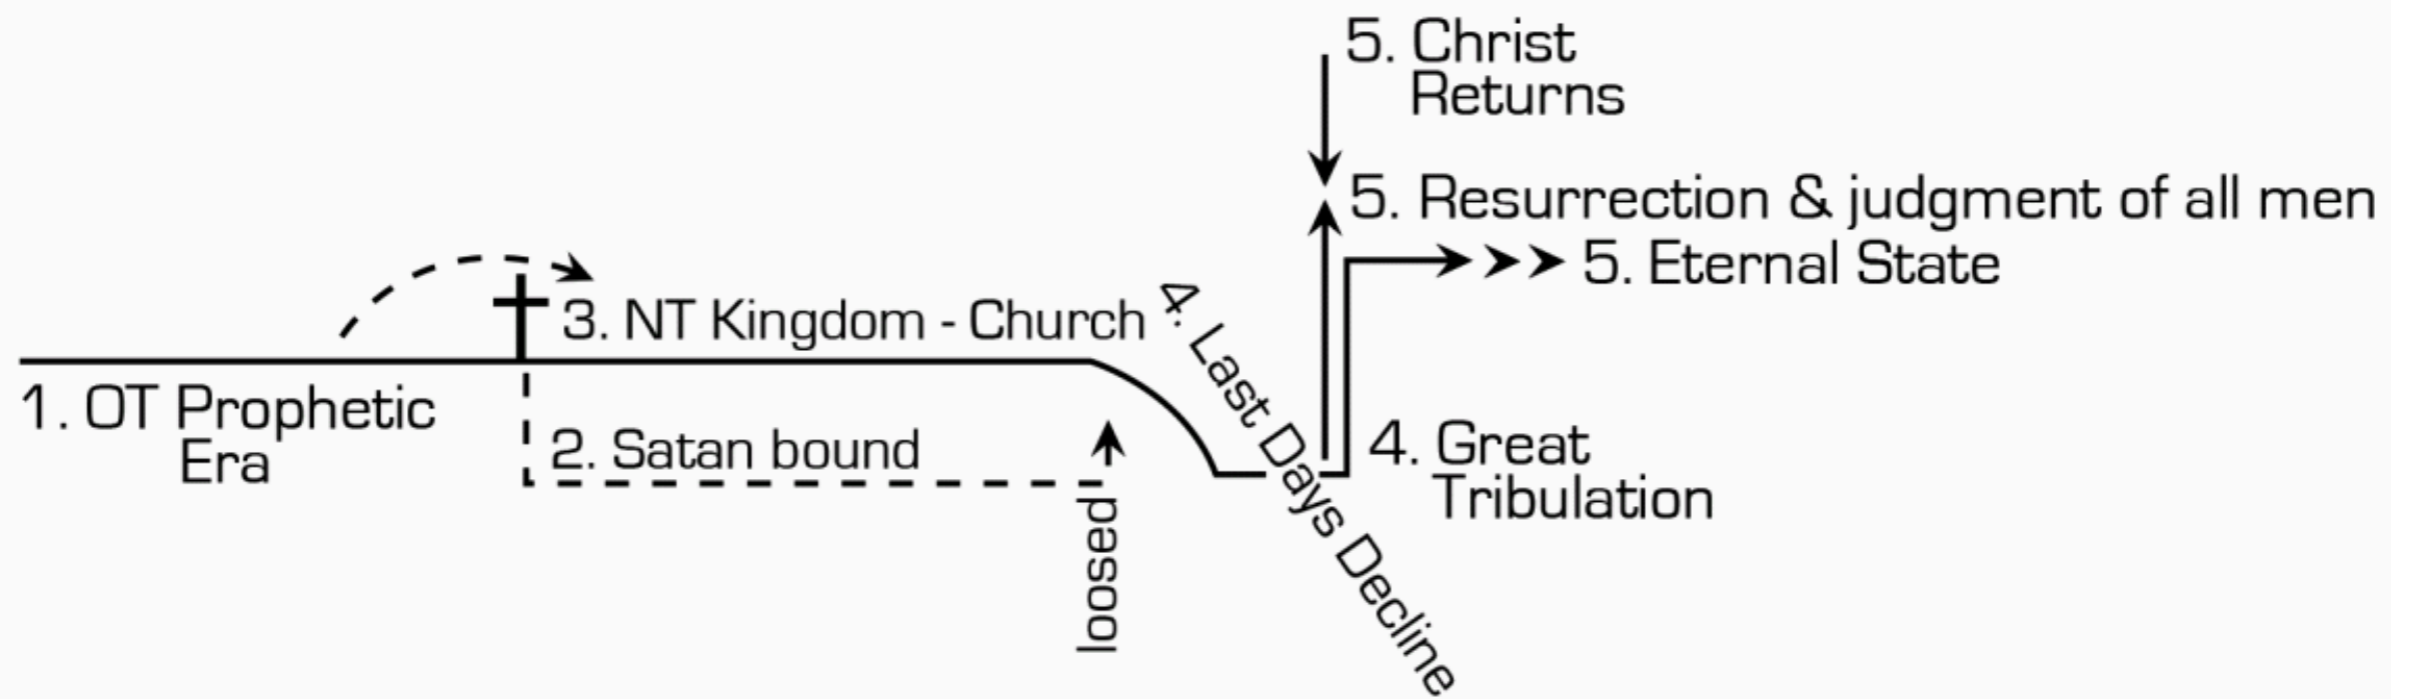 5. Christ
Returns
5. Resurrection & judgment of all men
5. Eternal State
3. NT Kingdom - Church
4. Last Days Decline
1. OT Prophetic
Era
2. Satan bound
loosed
4. Great
Tribulation